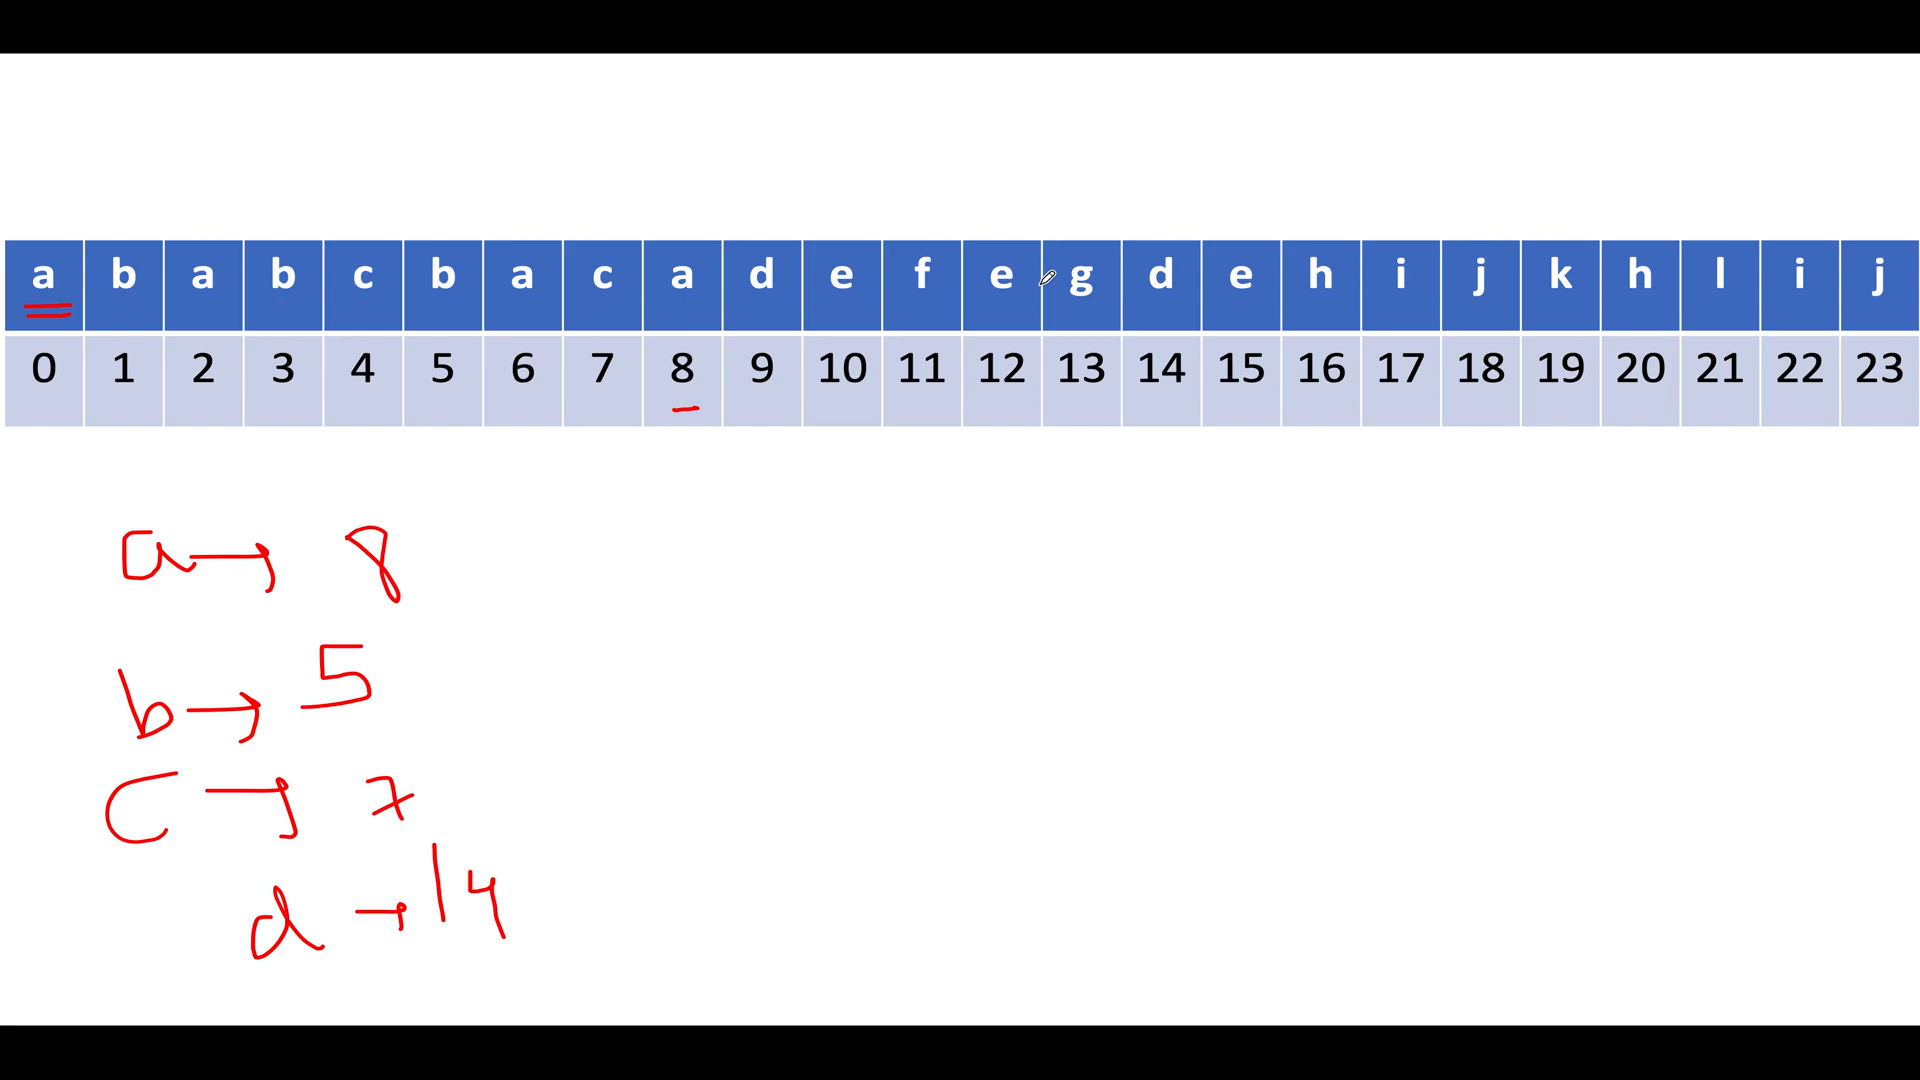 a b a b c b a c a d e f e g d e h i j k h l i j
0 1 2 3 4 5 6 7 8 9 10 11 12 13 14 15 16 17 18 19 20 21 22 23
a → 8
b → 5
c → 7
d → 14